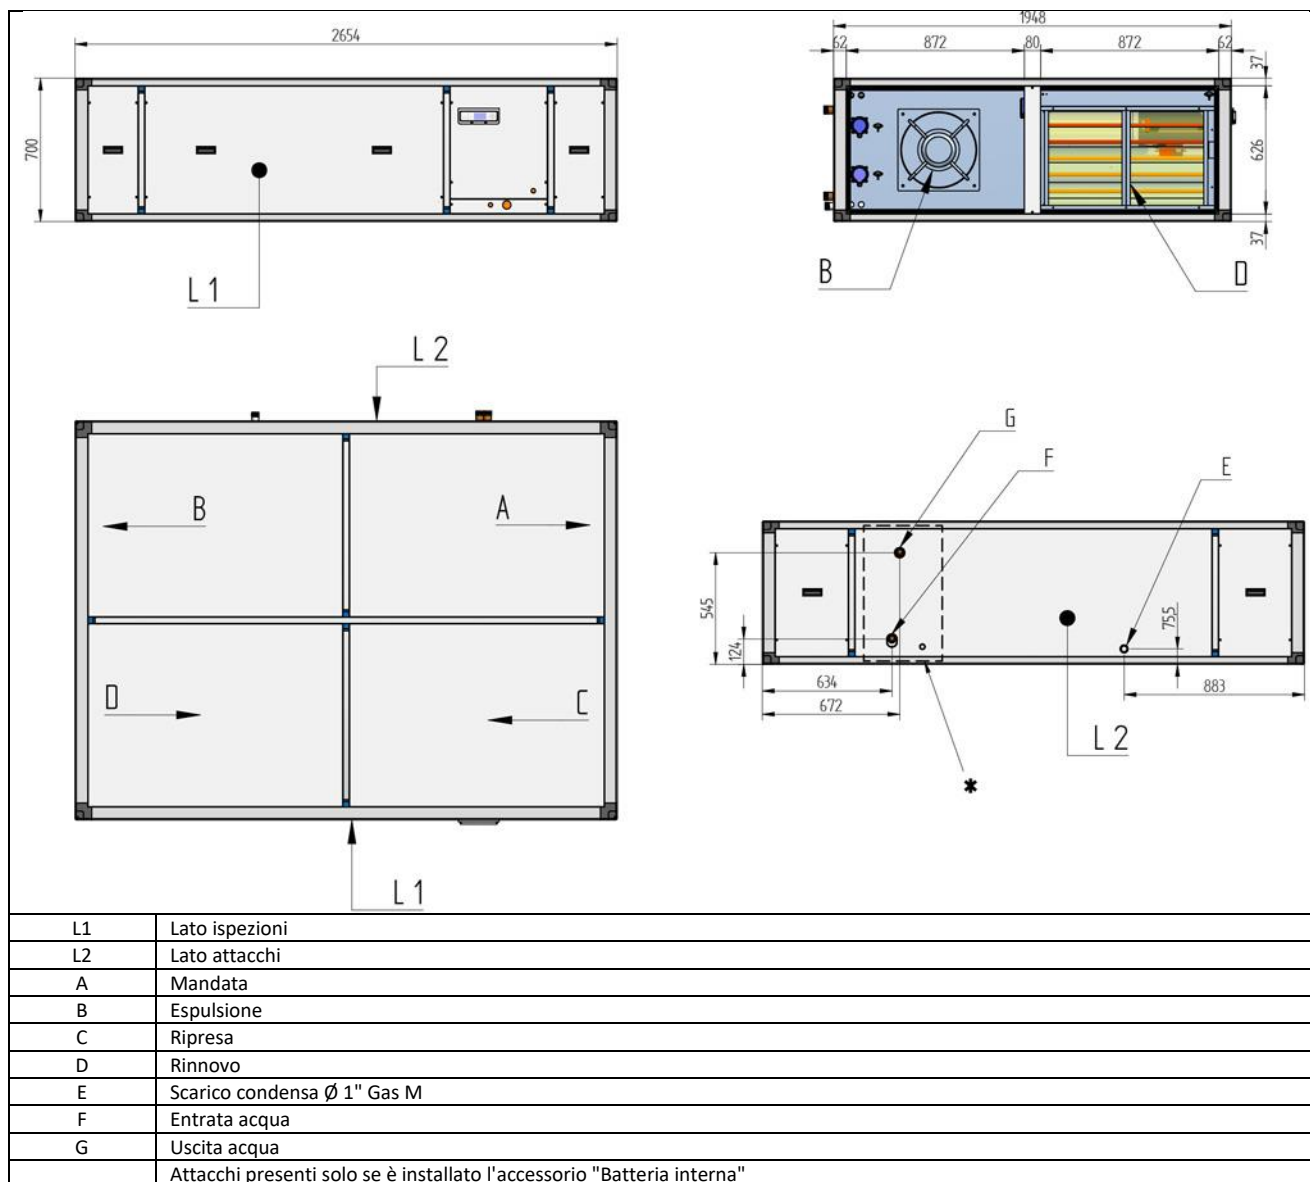 2654
700
L 1
1948
62 872 80 872 62
37
626
37
B
D
L 2
B
A
D
C
L 1
G
F
E
545
124
634
672
75,5
883
L 2
*
L1 Lato ispezioni
L2 Lato attacchi
A Mandata
B Espulsione
C Ripresa
D Rinnovo
E Scarico condensa Ø 1" Gas M
F Entrata acqua
G Uscita acqua
Attacchi presenti solo se è installato l'accessorio "Batteria interna"